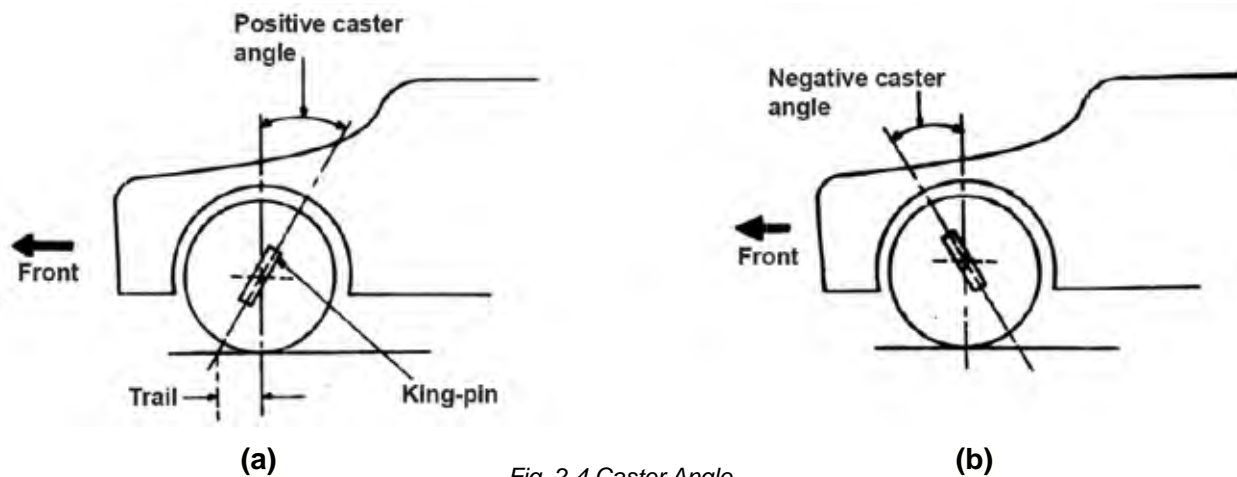 Positive caster
angle
Front
Trail
King-pin
(a)
Negative caster
angle
Front
(b)
Fig. 2.4 Caster Angle